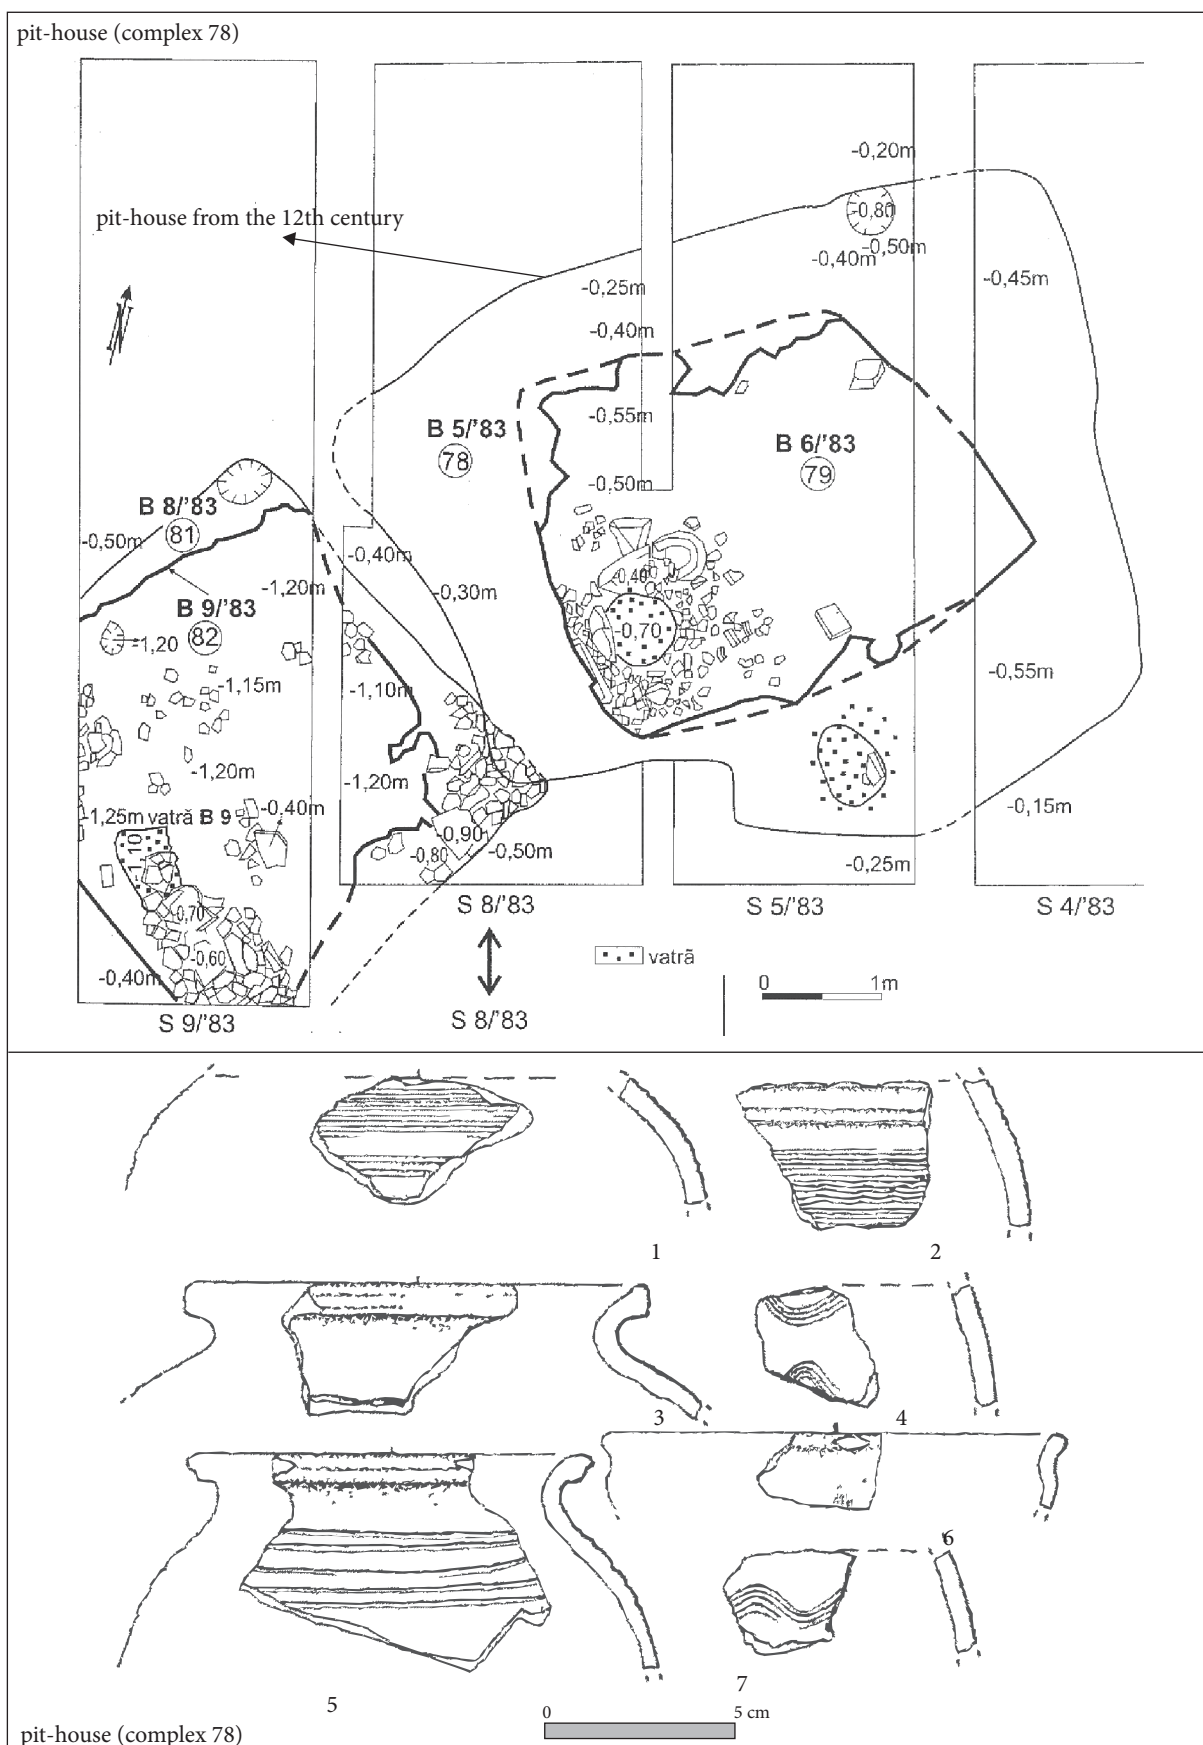 pit-house (complex 78)
-0,20m
pit-house from the 12th century
-0,80
-0,50m
-0,40m
-0,25m
-0,45m
-0,40m
-0,55m
B 5/'83
78
B 6/'83
79
-0,50m
B 8/'83
81
-0,50m
-0,40m
-0,30m
-0,40
-1,20m
B 9/'83
82
-1,20
-0,70
-1,15m
-1,10m
-0,55m
-1,20m
-1,20m
-0,15m
-1,25m vatră B 9
-0,40m
-0,90
-0,80
-0,50m
-0,25m
-1,10
-0,70
-0,60
-0,40m
S 8/'83
S 5/'83
S 4/'83
vatră
0 1m
S 9/'83
S 8/'83
1
2
3
4
6
5
7
0 5 cm
pit-house (complex 78)